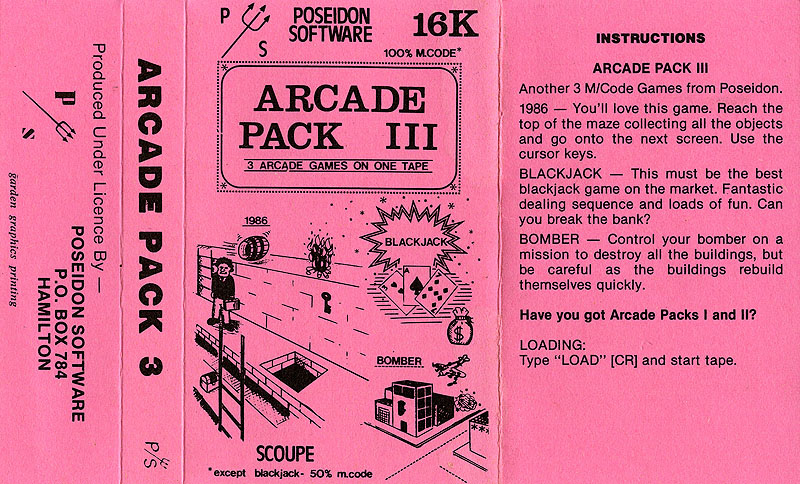 Produced Under Licence By —
P S
POSEIDON SOFTWARE
P.O. BOX 784
HAMILTON
garden graphics printing
ARCADE PACK 3
P/S
P S
POSEIDON
SOFTWARE
16K
100% M.CODE*
ARCADE
PACK III
3 ARCADE GAMES ON ONE TAPE
1986
BLACKJACK
A
$
BOMBER
SCOUPE
*except blackjack- 50% m.code
INSTRUCTIONS
ARCADE PACK III
Another 3 M/Code Games from Poseidon.
1986 — You'll love this game. Reach the
top of the maze collecting all the objects
and go onto the next screen. Use the
cursor keys.
BLACKJACK — This must be the best
blackjack game on the market. Fantastic
dealing sequence and loads of fun. Can
you break the bank?
BOMBER — Control your bomber on a
mission to destroy all the buildings, but
be careful as the buildings rebuild
themselves quickly.
Have you got Arcade Packs I and II?
LOADING:
Type "LOAD" [CR] and start tape.